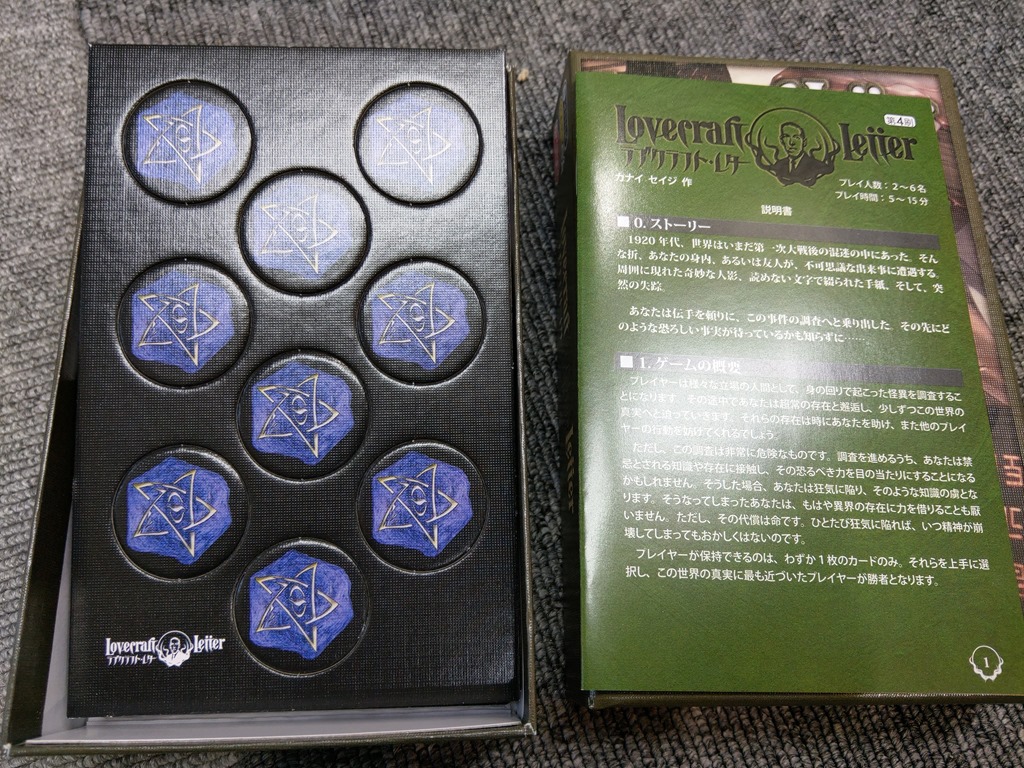 Lovecraft Letter
ラブクラフト・レター
Lovecraft Letter
第4刷
ラブクラフト・レター
カナイ セイジ 作
プレイ人数：2～6名
プレイ時間：5～15分
説明書
■ 0. ストーリー
1920年代、世界はいまだ第一次大戦後の混迷の中にあった。そん
な折、あなたの身内、あるいは友人が、不可思議な出来事に遭遇する。
周囲に現れた奇妙な人影、読めない文字で綴られた手紙、そして、突
然の失踪。
あなたは伝手を頼りに、この事件の調査へと乗り出した。その先にど
のような恐ろしい事実が待っているかも知らずに……
■ 1. ゲームの概要
プレイヤーは様々な立場の人間として、身の回りで起こった怪異を調査するこ
とになります。その途中であなたは超常の存在と邂逅し、少しずつこの世界の
真実へと迫っていきます。それらの存在は時にあなたを助け、また他のプレイ
ヤーの行動を妨げてくれるでしょう。
ただし、この調査は非常に危険なものです。調査を進めるうち、あなたは禁
忌とされる知識や存在に接触し、その恐るべき力を目の当たりにすることになる
かもしれません。そうした場合、あなたは狂気に陥り、そのような知識の虜とな
ります。そうなってしまったあなたは、もはや異界の存在に力を借りることも厭
いません。ただし、その代償は命です。ひとたび狂気に陥れば、いつ精神が崩
壊してしまってもおかしくはないのです。
プレイヤーが保持できるのは、わずか1枚のカードのみ。それらを上手に選
択し、この世界の真実に最も近づいたプレイヤーが勝者となります。
1